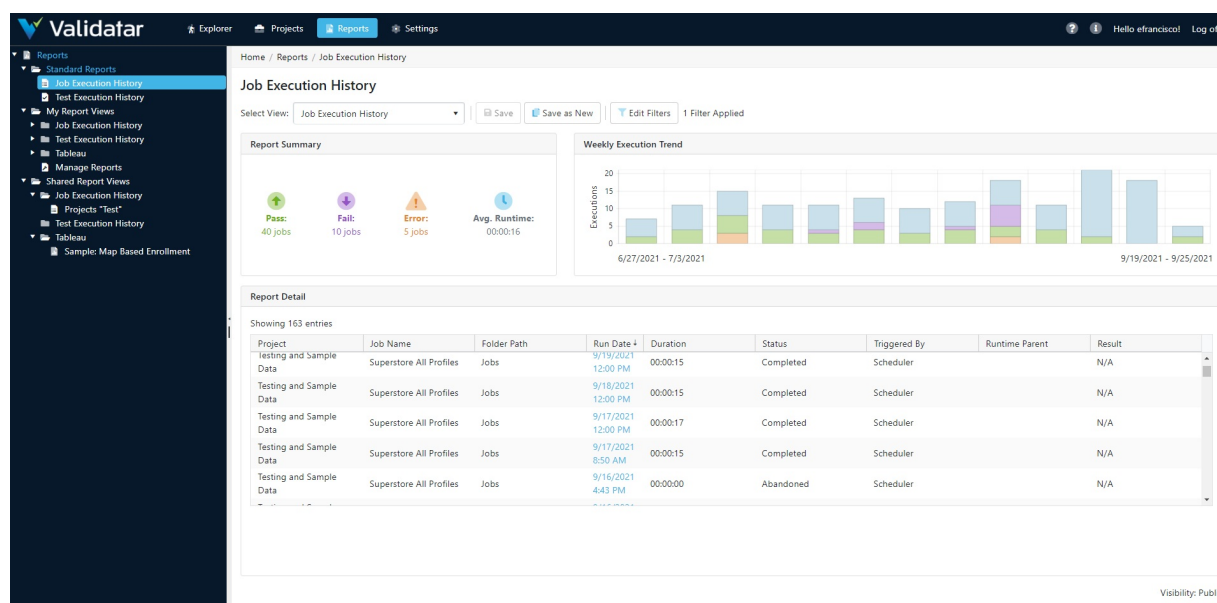 Validatar
Explorer
Projects
Reports
Settings
Hello efrancisco!
Log of
Reports
Standard Reports
Job Execution History
Test Execution History
My Report Views
Job Execution History
Test Execution History
Tableau
Manage Reports
Shared Report Views
Job Execution History
Projects "Test"
Test Execution History
Tableau
Sample: Map Based Enrollment
Home / Reports / Job Execution History
Job Execution History
Select View: Job Execution History Save Save as New Edit Filters 1 Filter Applied
Report Summary
Pass: Fail: Error: Avg. Runtime:
40 jobs 10 jobs 5 jobs 00:00:16
Weekly Execution Trend
Executions
20
15
10
5
0
6/27/2021 - 7/3/2021 9/19/2021 - 9/25/2021
Report Detail
Showing 163 entries
Project Job Name Folder Path Run Date Duration Status Triggered By Runtime Parent Result
Testing and Sample 9/19/2021
Data Superstore All Profiles Jobs 12:00 PM 00:00:15 Completed Scheduler N/A
Testing and Sample 9/18/2021
Data Superstore All Profiles Jobs 12:00 PM 00:00:15 Completed Scheduler N/A
Testing and Sample 9/17/2021
Data Superstore All Profiles Jobs 12:00 PM 00:00:17 Completed Scheduler N/A
Testing and Sample 9/17/2021
Data Superstore All Profiles Jobs 8:50 AM 00:00:15 Completed Scheduler N/A
Testing and Sample 9/16/2021
Data Superstore All Profiles Jobs 4:43 PM 00:00:00 Abandoned Scheduler N/A
Visibility: Publ